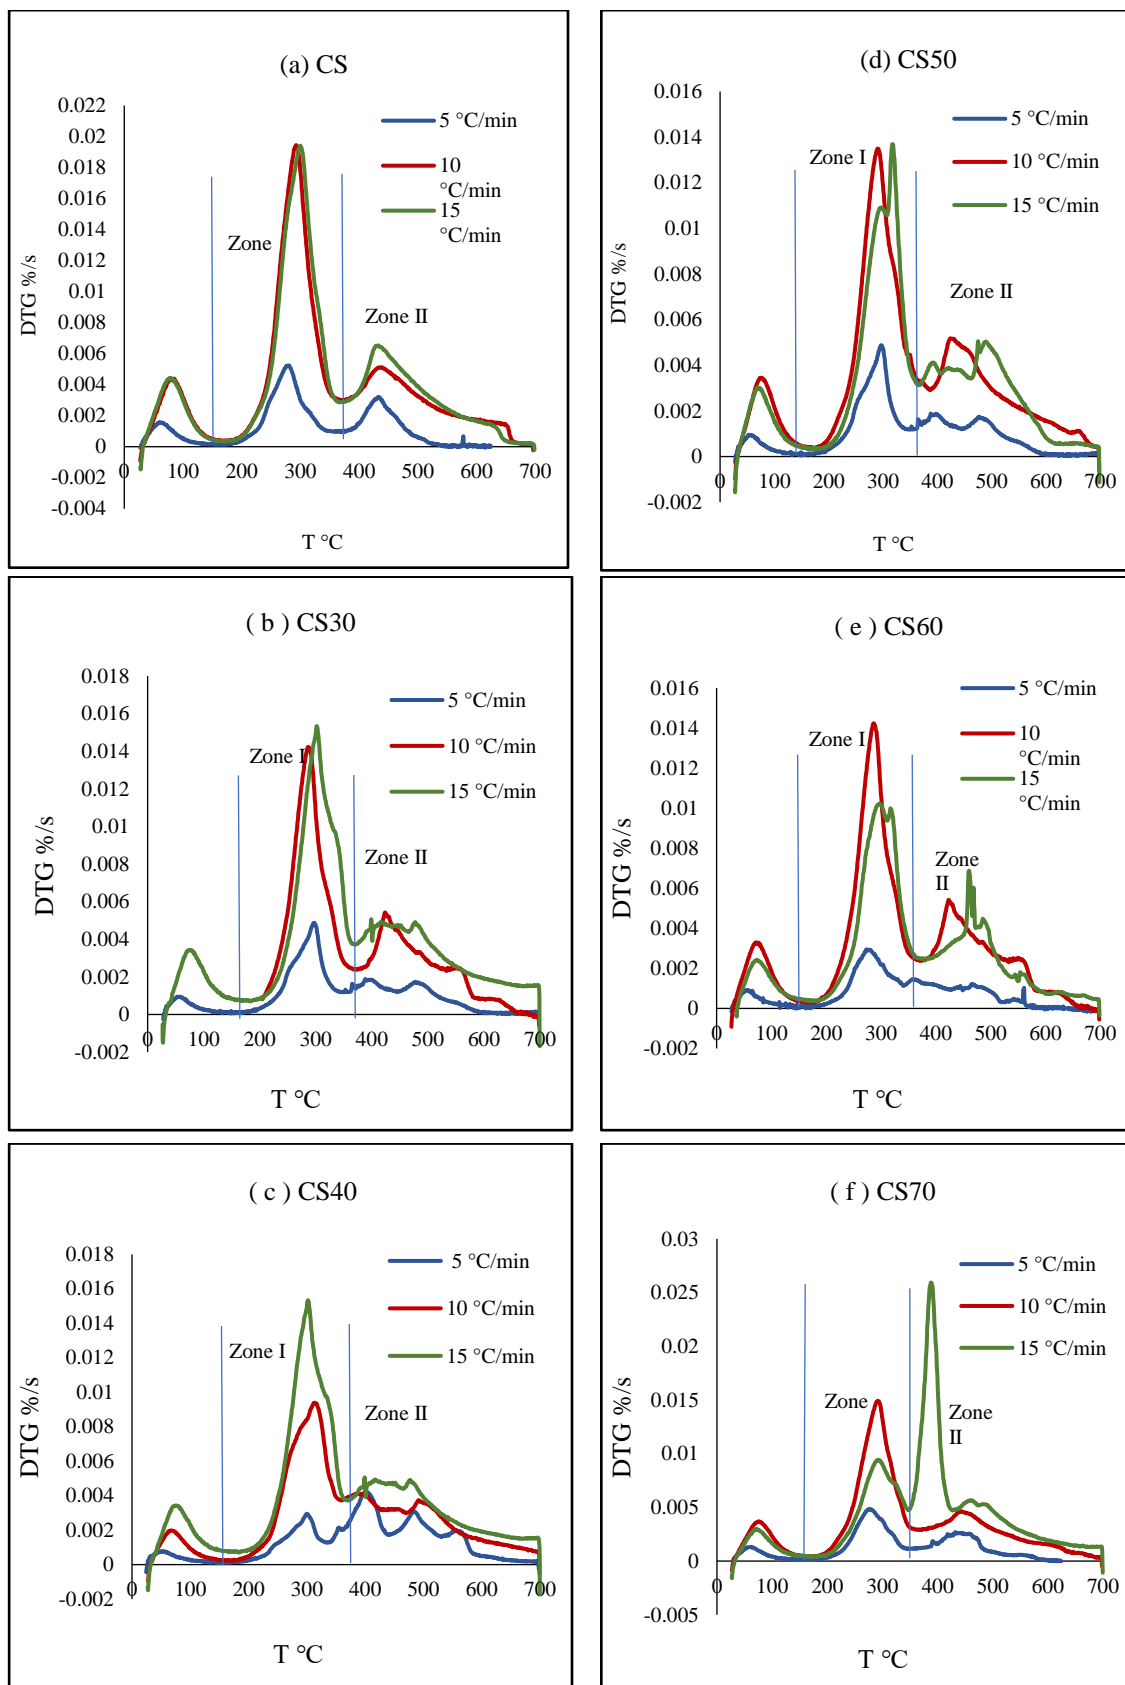 (a) CS
0.022
0.02
0.018
0.016
0.014
0.012
0.01
0.008
0.006
0.004
0.002
0
-0.002
-0.004
DTG %/s
0 100 200 300 400 500 600 700
T °C
5 °C/min
10
°C/min
15
°C/min
Zone
Zone II
(d) CS50
0.016
0.014
0.012
0.01
0.008
0.006
0.004
0.002
0
-0.002
DTG %/s
0 100 200 300 400 500 600 700
T °C
5 °C/min
10 °C/min
15 °C/min
Zone I
Zone II
( b ) CS30
0.018
0.016
0.014
0.012
0.01
0.008
0.006
0.004
0.002
0
-0.002
DTG %/s
0 100 200 300 400 500 600 700
T °C
5 °C/min
10 °C/min
15 °C/min
Zone I
Zone II
( e ) CS60
0.016
0.014
0.012
0.01
0.008
0.006
0.004
0.002
0
-0.002
DTG %/s
0 100 200 300 400 500 600 700
T °C
5 °C/min
10
°C/min
15
°C/min
Zone I
Zone
II
( c ) CS40
0.018
0.016
0.014
0.012
0.01
0.008
0.006
0.004
0.002
0
-0.002
DTG %/s
0 100 200 300 400 500 600 700
T °C
5 °C/min
10 °C/min
15 °C/min
Zone I
Zone II
( f ) CS70
0.03
0.025
0.02
0.015
0.01
0.005
0
-0.005
DTG %/s
0 100 200 300 400 500 600 700
T °C
5 °C/min
10 °C/min
15 °C/min
Zone
Zone
II